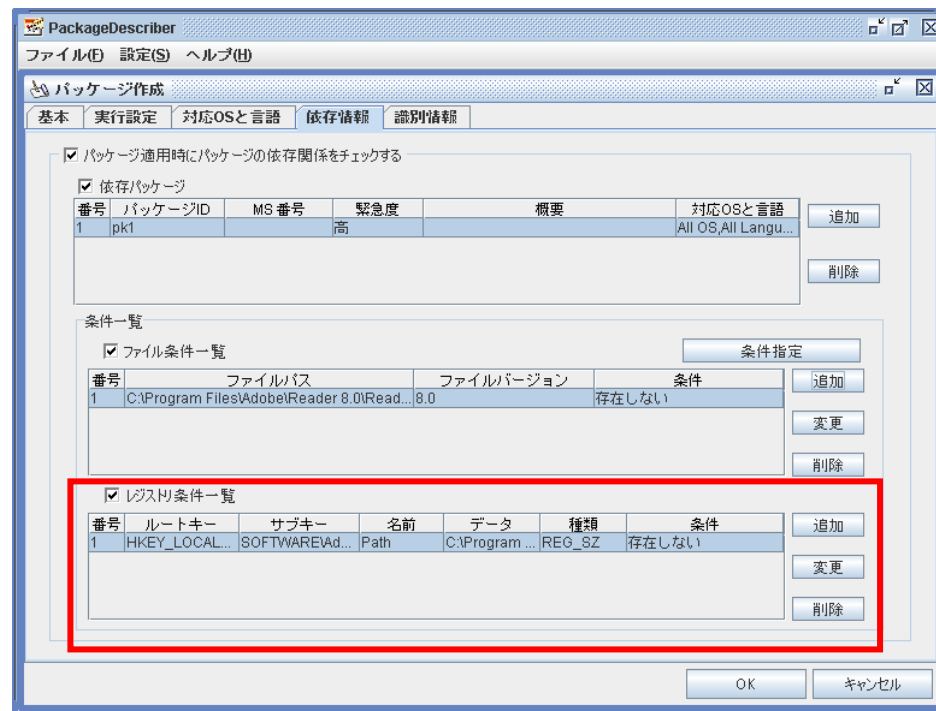 PackageDescriber
ファイル(F) 設定(S) ヘルプ(H)
パッケージ作成
基本 実行設定 対応OSと言語 依存情報 識別情報
パッケージ適用時にパッケージの依存関係をチェックする
依存パッケージ
番号 パッケージID MS 番号 緊急度 概要 対応OSと言語 追加
1 pk1 高 All OS,All Langu...
削除
条件一覧
ファイル条件一覧 条件指定
番号 ファイルパス ファイルバージョン 条件 追加
1 C:\Program Files\Adobe\Reader 8.0\Read... 8.0 存在しない
変更
削除
レジストリ条件一覧
番号 ルートキー サブキー 名前 データ 種類 条件 追加
1 HKEY_LOCAL... SOFTWARE\Ad... Path C:\Program ... REG_SZ 存在しない
変更
削除
OK キャンセル